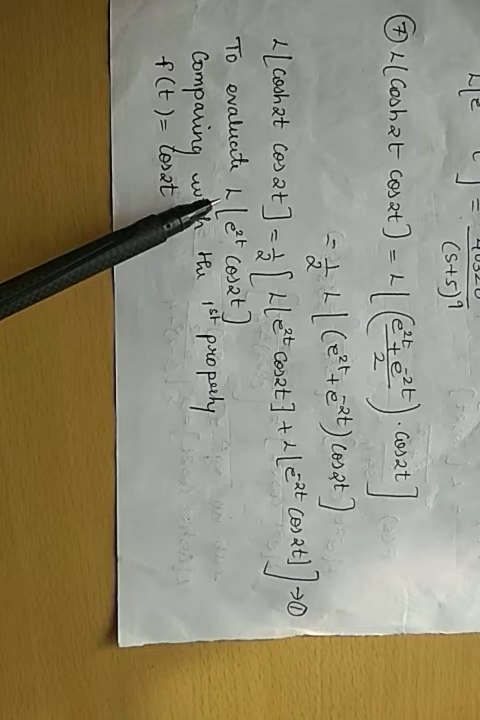 L[e t ] = 40320 / (s+5)⁹
⑦ L[cosh2t cos2t] = L[((e^{2t}+e^{-2t})/2) . cos2t]
= 1/2 L[(e^{2t}+e^{-2t}) cos2t]
L[cosh2t cos2t] = 1/2 [L[e^{2t} cos2t] + L[e^{-2t} cos2t]] → ①
To evaluate L[e^{2t} cos2t]
Comparing with the 1st property
f(t) = cos2t